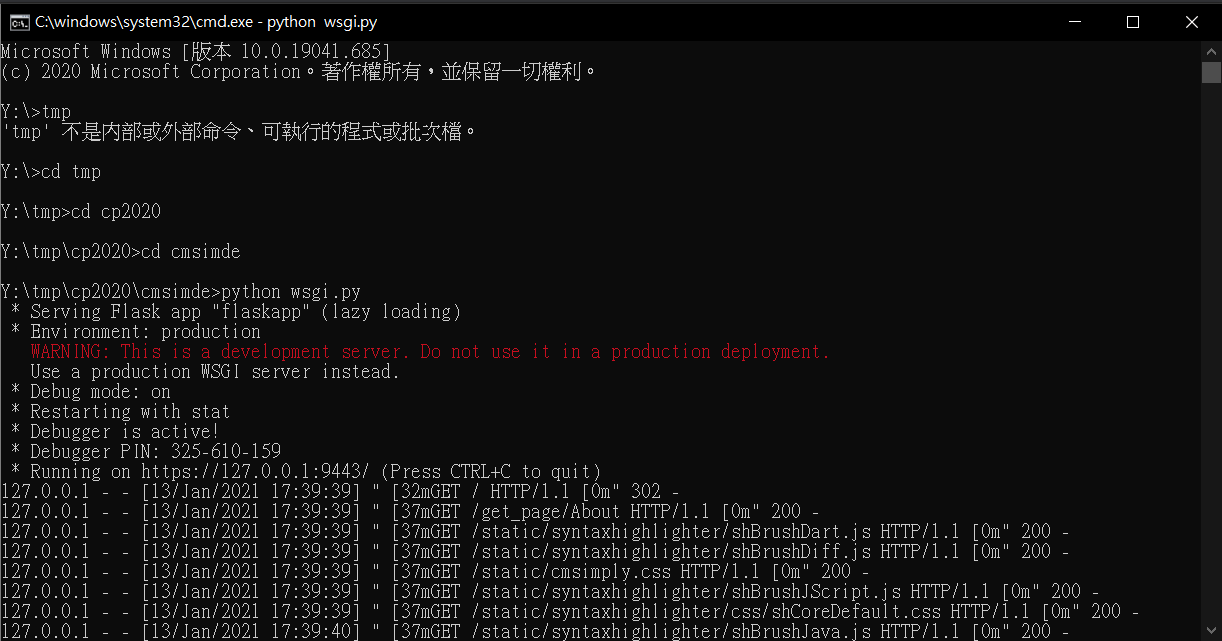 C:\windows\system32\cmd.exe - python  wsgi.py
Microsoft Windows [版本 10.0.19041.685]
(c) 2020 Microsoft Corporation。著作權所有，並保留一切權利。
Y:\>tmp
'tmp' 不是內部或外部命令、可執行的程式或批次檔。
Y:\>cd tmp
Y:\tmp>cd cp2020
Y:\tmp\cp2020>cd cmsimde
Y:\tmp\cp2020\cmsimde>python wsgi.py
 * Serving Flask app "flaskapp" (lazy loading)
 * Environment: production
   WARNING: This is a development server. Do not use it in a production deployment.
   Use a production WSGI server instead.
 * Debug mode: on
 * Restarting with stat
 * Debugger is active!
 * Debugger PIN: 325-610-159
 * Running on https://127.0.0.1:9443/ (Press CTRL+C to quit)
127.0.0.1 - - [13/Jan/2021 17:39:39] " [32mGET / HTTP/1.1 [0m" 302 -
127.0.0.1 - - [13/Jan/2021 17:39:39] " [37mGET /get_page/About HTTP/1.1 [0m" 200 -
127.0.0.1 - - [13/Jan/2021 17:39:39] " [37mGET /static/syntaxhighlighter/shBrushDart.js HTTP/1.1 [0m" 200 -
127.0.0.1 - - [13/Jan/2021 17:39:39] " [37mGET /static/syntaxhighlighter/shBrushDiff.js HTTP/1.1 [0m" 200 -
127.0.0.1 - - [13/Jan/2021 17:39:39] " [37mGET /static/cmsimply.css HTTP/1.1 [0m" 200 -
127.0.0.1 - - [13/Jan/2021 17:39:39] " [37mGET /static/syntaxhighlighter/shBrushJScript.js HTTP/1.1 [0m" 200 -
127.0.0.1 - - [13/Jan/2021 17:39:39] " [37mGET /static/syntaxhighlighter/css/shCoreDefault.css HTTP/1.1 [0m" 200 -
127.0.0.1 - - [13/Jan/2021 17:39:40] " [37mGET /static/syntaxhighlighter/shBrushJava.js HTTP/1.1 [0m" 200 -